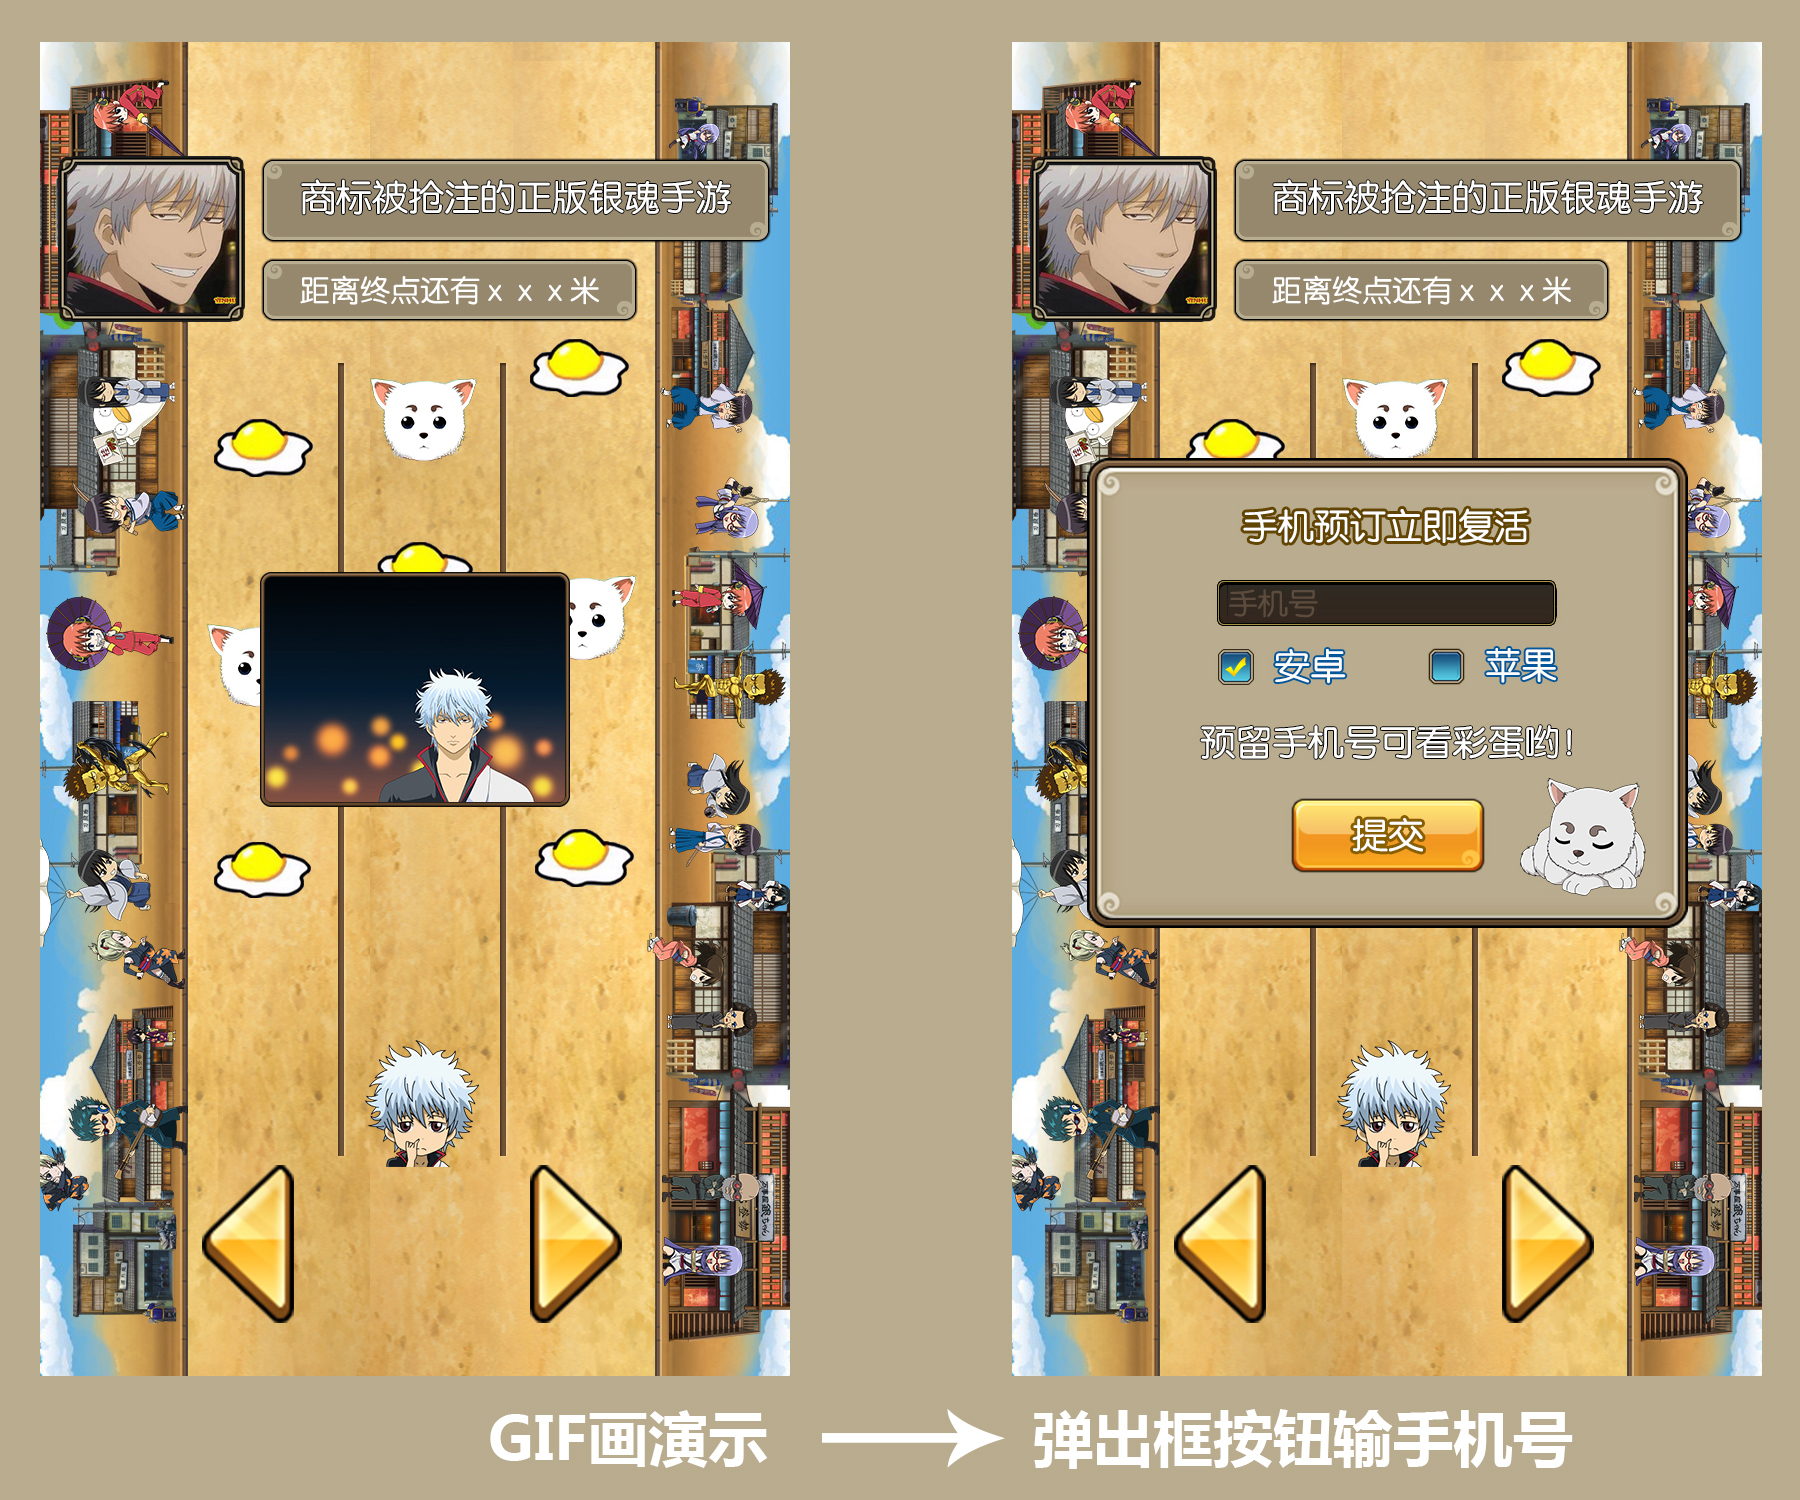 商标被抢注的正版银魂手游
距离终点还有x x x米
商标被抢注的正版银魂手游
距离终点还有x x x米
手机预订立即复活
手机号
安卓
苹果
预留手机号可看彩蛋哟！
提交
GIF画演示
弹出框按钮输手机号